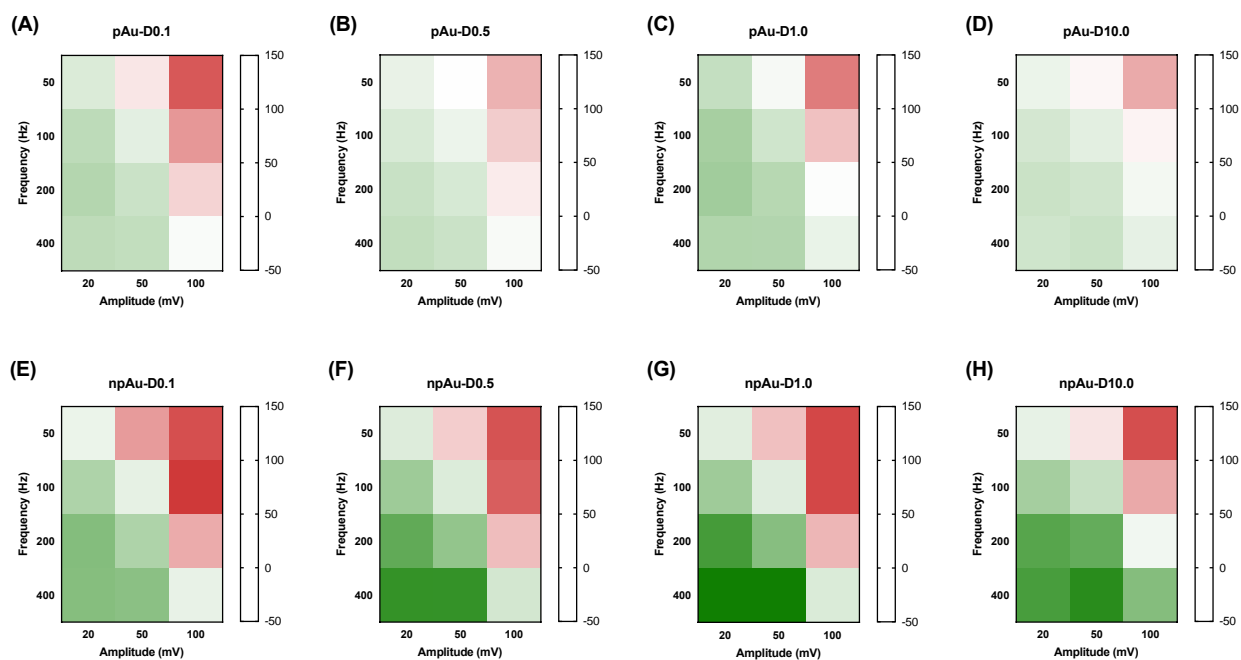 (A)
pAu-D0.1
Frequency (Hz)
50
100
200
400
20 50 100
Amplitude (mV)
150
100
50
0
-50
(B)
pAu-D0.5
Frequency (Hz)
50
100
200
400
20 50 100
Amplitude (mV)
150
100
50
0
-50
(C)
pAu-D1.0
Frequency (Hz)
50
100
200
400
20 50 100
Amplitude (mV)
150
100
50
0
-50
(D)
pAu-D10.0
Frequency (Hz)
50
100
200
400
20 50 100
Amplitude (mV)
150
100
50
0
-50
(E)
npAu-D0.1
Frequency (Hz)
50
100
200
400
20 50 100
Amplitude (mV)
150
100
50
0
-50
(F)
npAu-D0.5
Frequency (Hz)
50
100
200
400
20 50 100
Amplitude (mV)
150
100
50
0
-50
(G)
npAu-D1.0
Frequency (Hz)
50
100
200
400
20 50 100
Amplitude (mV)
150
100
50
0
-50
(H)
npAu-D10.0
Frequency (Hz)
50
100
200
400
20 50 100
Amplitude (mV)
150
100
50
0
-50